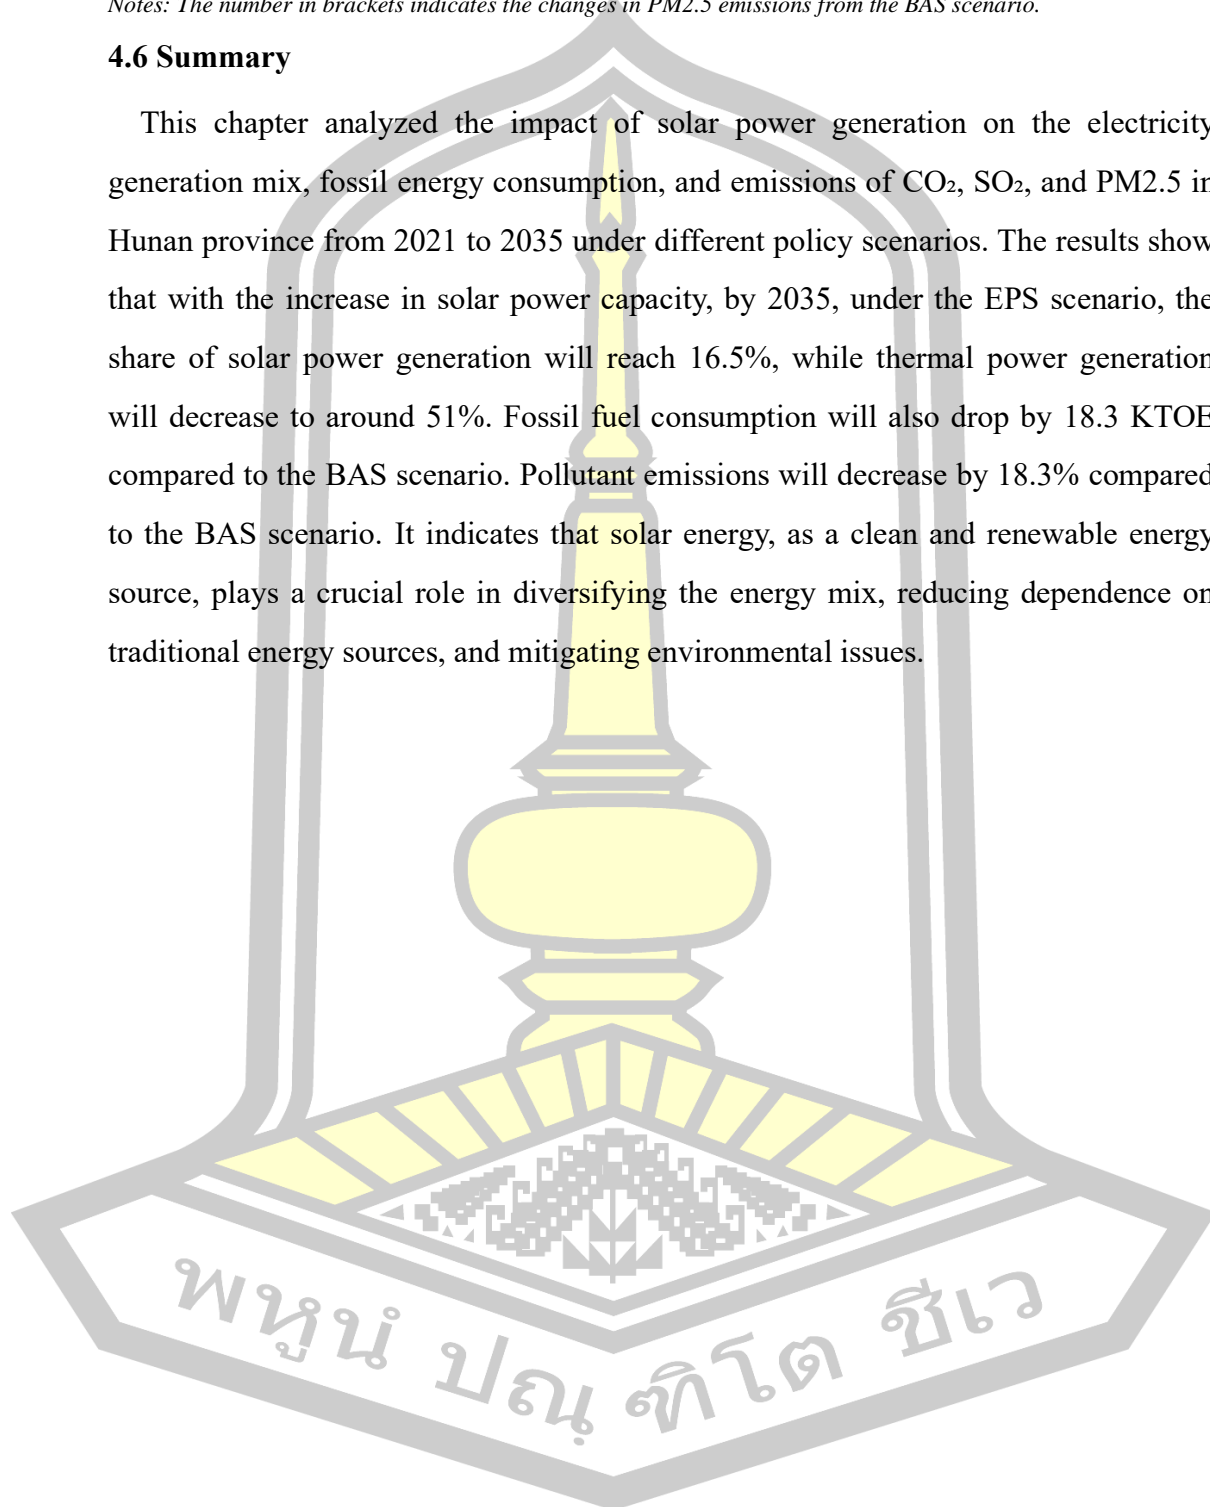 Notes: The number in brackets indicates the changes in PM2.5 emissions from the BAS scenario.
4.6 Summary
This chapter analyzed the impact of solar power generation on the electricity
generation mix, fossil energy consumption, and emissions of CO₂, SO₂, and PM2.5 in
Hunan province from 2021 to 2035 under different policy scenarios. The results show
that with the increase in solar power capacity, by 2035, under the EPS scenario, the
share of solar power generation will reach 16.5%, while thermal power generation
will decrease to around 51%. Fossil fuel consumption will also drop by 18.3 KTOE
compared to the BAS scenario. Pollutant emissions will decrease by 18.3% compared
to the BAS scenario. It indicates that solar energy, as a clean and renewable energy
source, plays a crucial role in diversifying the energy mix, reducing dependence on
traditional energy sources, and mitigating environmental issues.
พหูนํ ปณฺฑิโต ชีเว